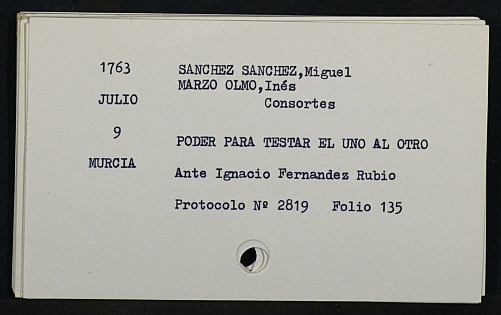 1763 SANCHEZ SANCHEZ,Miguel
MARZO OLMO,Inés
JULIO Consortes
9
PODER PARA TESTAR EL UNO AL OTRO
MURCIA
Ante Ignacio Fernandez Rubio
Protocolo Nº 2819 Folio 135